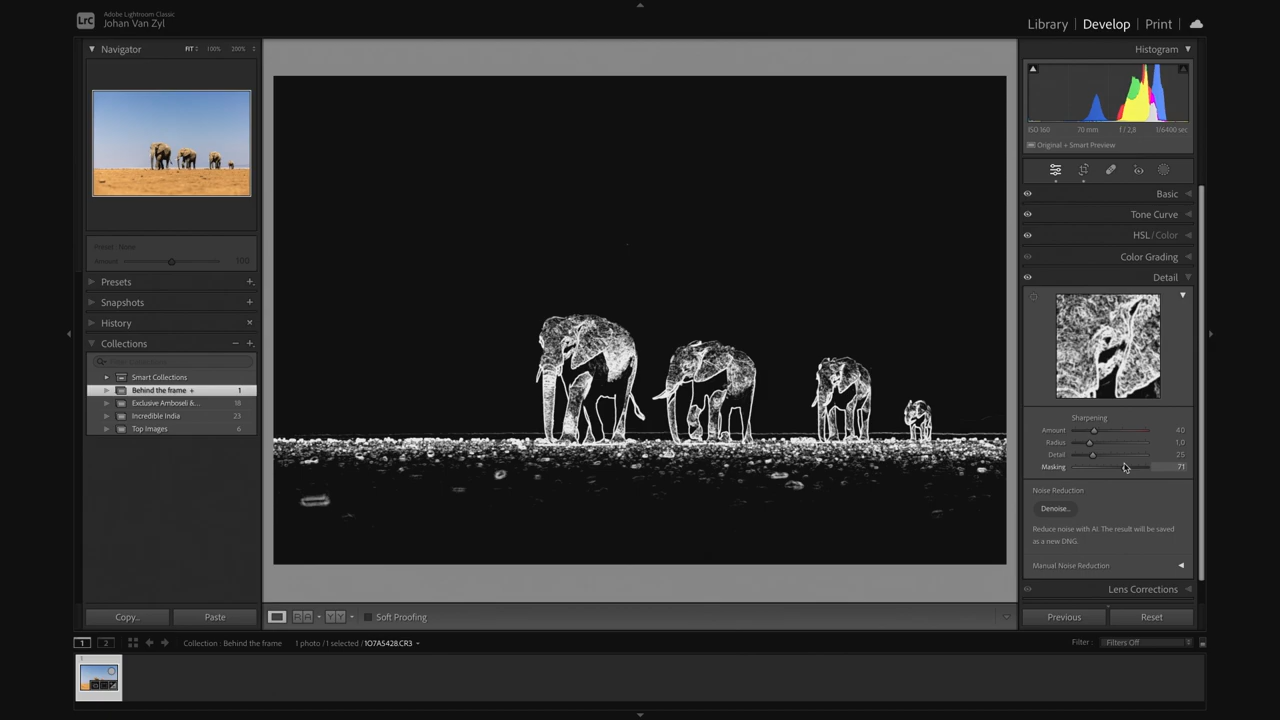 LrC
Adobe Lightroom Classic
Johan Van Zyl
Library | Develop | Print
Navigator FIT 100% 200%
Histogram
ISO 160 70 mm f / 2,8 1/6400 sec
Original + Smart Preview
Basic
Tone Curve
HSL / Color
Color Grading
Detail
Preset: None
Amount 100
Presets
Snapshots
History
Collections
Smart Collections
Behind the frame + 1
Exclusive Amboseli &... 18
Incredible India 23
Top Images 6
Sharpening
Amount 40
Radius 1,0
Detail 25
Masking 71
Noise Reduction
Denoise...
Reduce noise with AI. The result will be saved
as a new DNG.
Manual Noise Reduction
Lens Corrections
Copy... Paste
Soft Proofing
Previous Reset
1 2 Collection : Behind the frame 1 photo / 1 selected / 1O7A5428.CR3
Filter : Filters Off